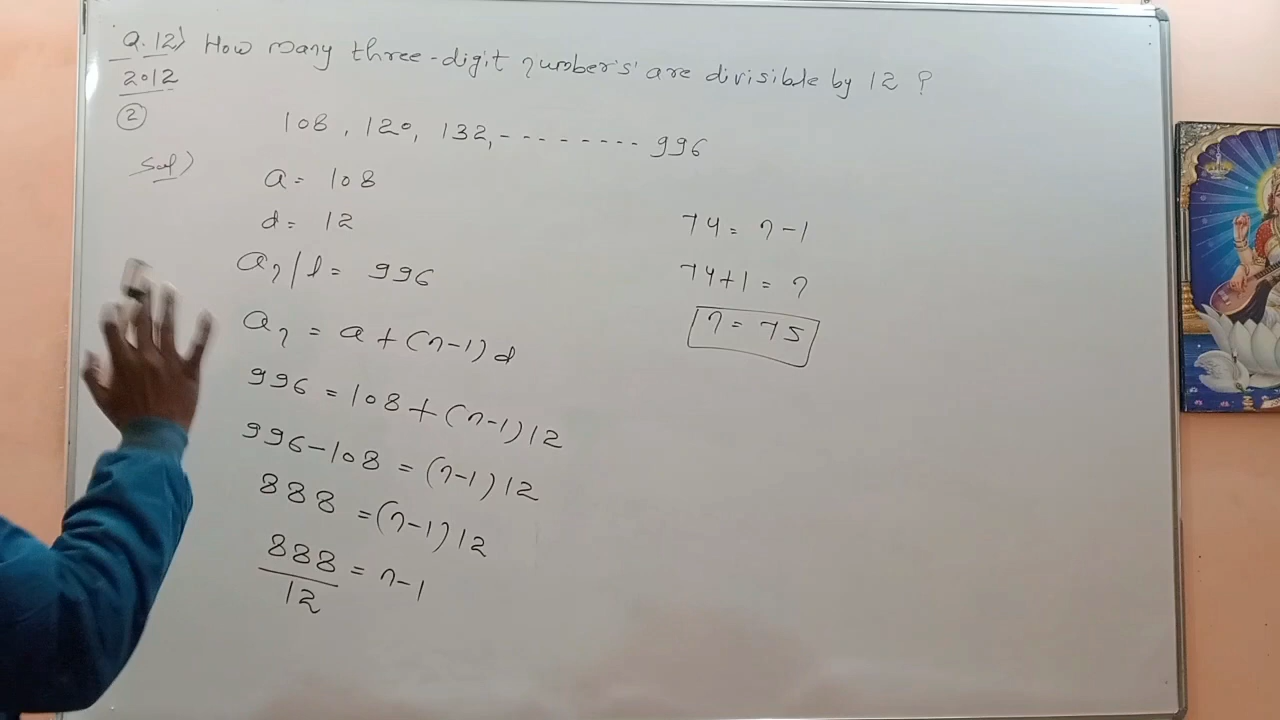 Q.12) How many three-digit number's' are divisible by 12 ?
2012
2
108, 120, 132, - - - - - - - - 996
Sol)
a = 108
d = 12
an/l = 996
an = a + (n-1)d
996 = 108 + (n-1)12
996-108 = (n-1)12
888 = (n-1)12
888/12 = n-1
74 = n-1
74+1 = n
n = 75